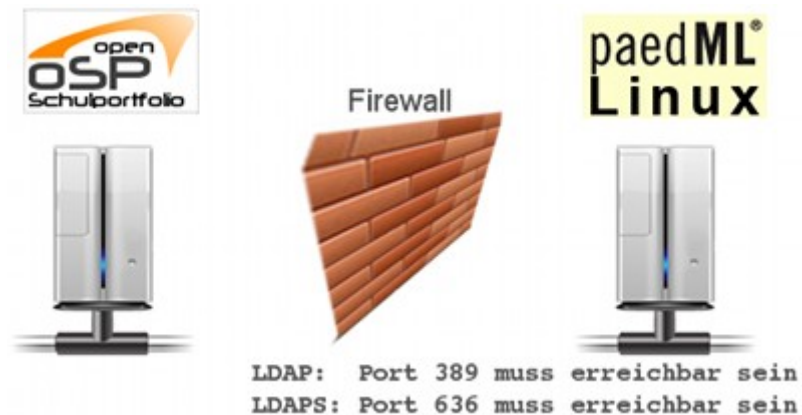 open
OSP
Schulportfolio
paedML®
Linux
Firewall
LDAP: Port 389 muss erreichbar sein
LDAPS: Port 636 muss erreichbar sein